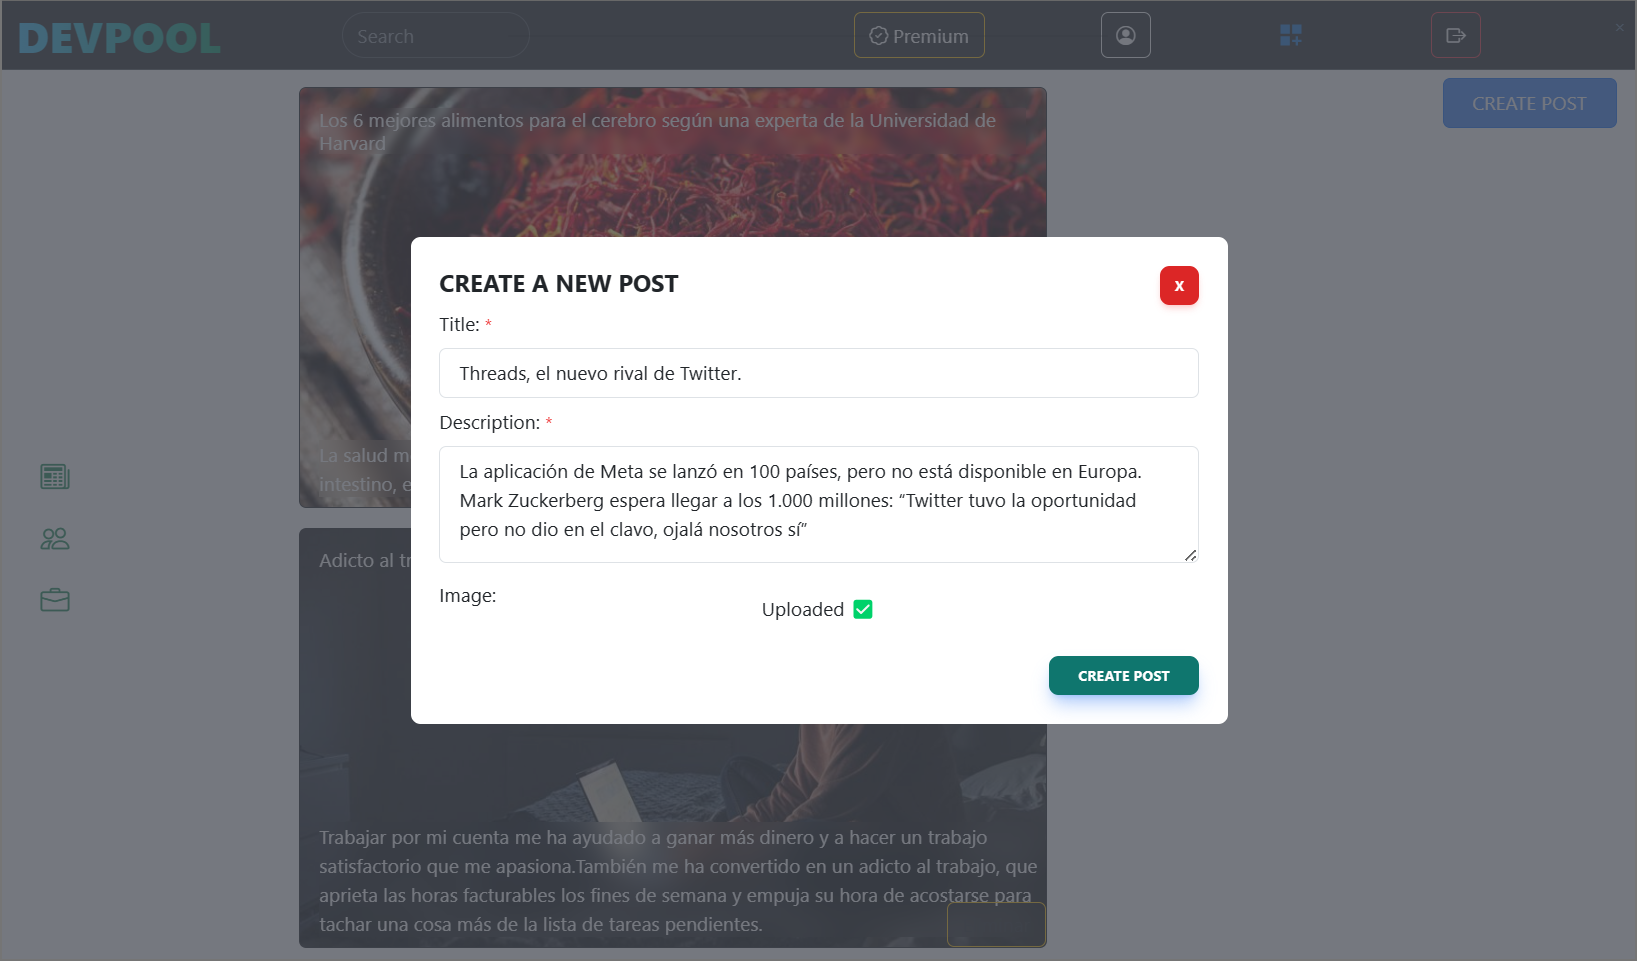 DEVPOOL
Search
Premium
×
CREATE POST
Los 6 mejores alimentos para el cerebro según una experta de la Universidad de
Harvard
La salud m
intestino, e
CREATE A NEW POST
X
Title: *
Threads, el nuevo rival de Twitter.
Description: *
La aplicación de Meta se lanzó en 100 países, pero no está disponible en Europa.
Mark Zuckerberg espera llegar a los 1.000 millones: “Twitter tuvo la oportunidad
pero no dio en el clavo, ojalá nosotros sí”
Image:
Uploaded
CREATE POST
Adicto al tr
Trabajar por mi cuenta me ha ayudado a ganar más dinero y a hacer un trabajo
satisfactorio que me apasiona.También me ha convertido en un adicto al trabajo, que
aprieta las horas facturables los fines de semana y empuja su hora de acostarse para
tachar una cosa más de la lista de tareas pendientes.